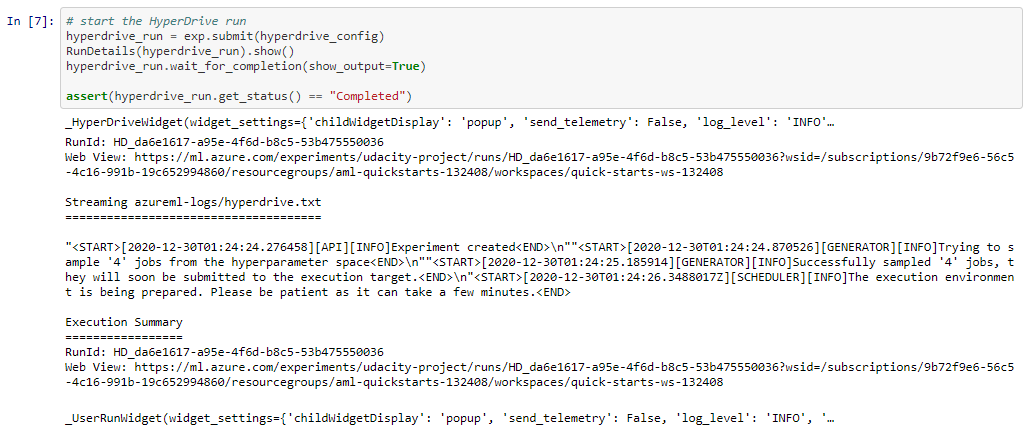 In [7]: # start the HyperDrive run
hyperdrive_run = exp.submit(hyperdrive_config)
RunDetails(hyperdrive_run).show()
hyperdrive_run.wait_for_completion(show_output=True)
assert(hyperdrive_run.get_status() == "Completed")
_HyperDriveWidget(widget_settings={'childWidgetDisplay': 'popup', 'send_telemetry': False, 'log_level': 'INFO'…
RunId: HD_da6e1617-a95e-4f6d-b8c5-53b475550036
Web View: https://ml.azure.com/experiments/udacity-project/runs/HD_da6e1617-a95e-4f6d-b8c5-53b475550036?wsid=/subscriptions/9b72f9e6-56c5
-4c16-991b-19c652994860/resourcegroups/aml-quickstarts-132408/workspaces/quick-starts-ws-132408
Streaming azureml-logs/hyperdrive.txt
=====================================
"<START>[2020-12-30T01:24:24.276458][API][INFO]Experiment created<END>\n""<START>[2020-12-30T01:24:24.870526][GENERATOR][INFO]Trying to s
ample '4' jobs from the hyperparameter space<END>\n""<START>[2020-12-30T01:24:25.185914][GENERATOR][INFO]Successfully sampled '4' jobs, t
hey will soon be submitted to the execution target.<END>\n"<START>[2020-12-30T01:24:26.3488017Z][SCHEDULER][INFO]The execution environmen
t is being prepared. Please be patient as it can take a few minutes.<END>
Execution Summary
=================
RunId: HD_da6e1617-a95e-4f6d-b8c5-53b475550036
Web View: https://ml.azure.com/experiments/udacity-project/runs/HD_da6e1617-a95e-4f6d-b8c5-53b475550036?wsid=/subscriptions/9b72f9e6-56c5
-4c16-991b-19c652994860/resourcegroups/aml-quickstarts-132408/workspaces/quick-starts-ws-132408
_UserRunWidget(widget_settings={'childWidgetDisplay': 'popup', 'send_telemetry': False, 'log_level': 'INFO', '…